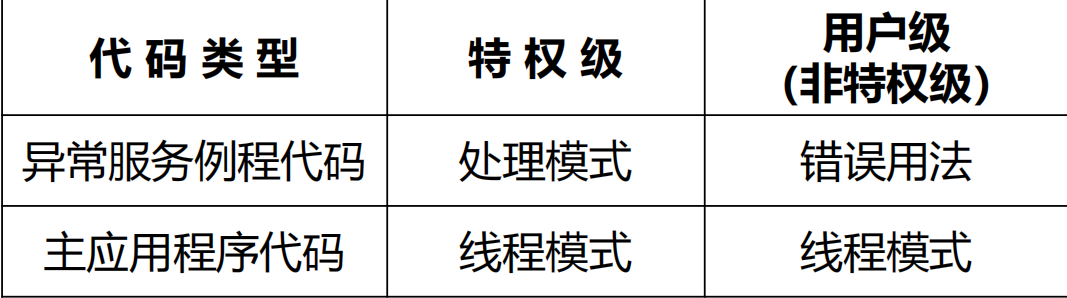 代码类型 特权级 用户级
(非特权级)
异常服务例程代码 处理模式 错误用法
主应用程序代码 线程模式 线程模式